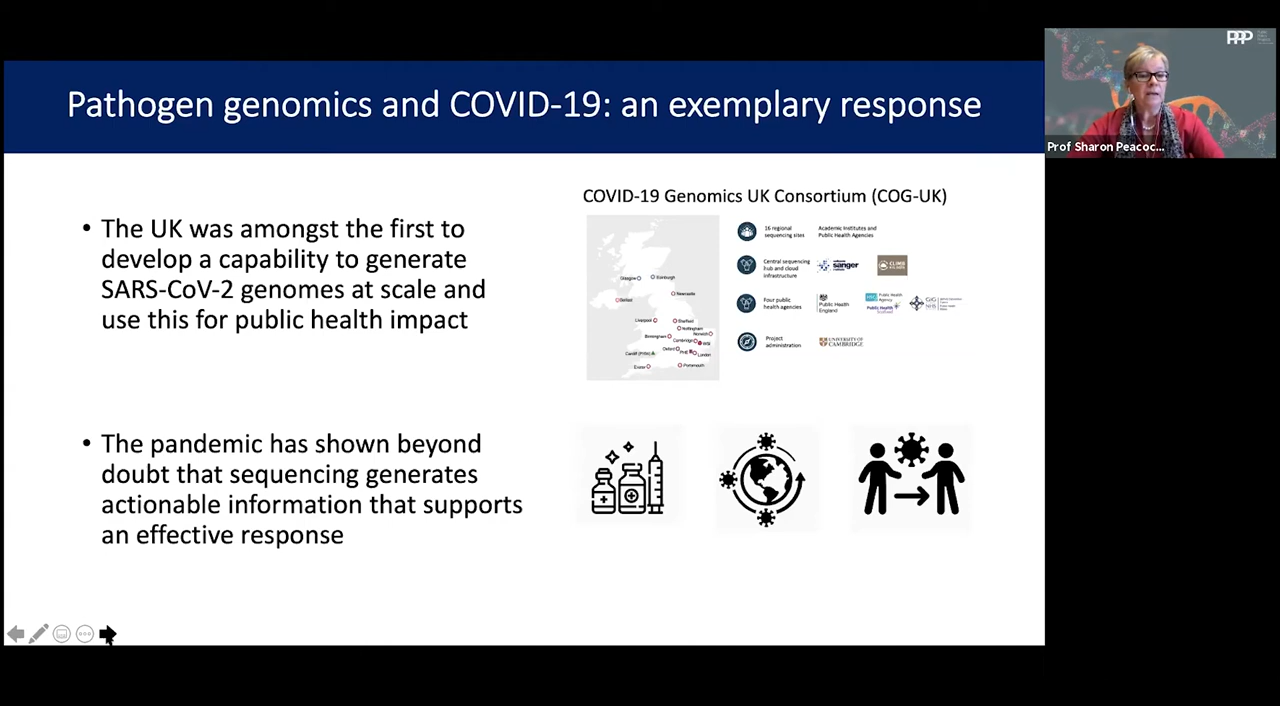 Pathogen genomics and COVID-19: an exemplary response
• The UK was amongst the first to
develop a capability to generate
SARS-CoV-2 genomes at scale and
use this for public health impact
• The pandemic has shown beyond
doubt that sequencing generates
actionable information that supports
an effective response
COVID-19 Genomics UK Consortium (COG-UK)
Glasgow
Edinburgh
Belfast
Newcastle
Liverpool
Sheffield
Nottingham
Norwich
Birmingham
Cambridge
Oxford
London
Exeter
Portsmouth
16 regional
sequencing sites
Academic Institutes and
Public Health Agencies
Central sequencing
hub and cloud
infrastructure
sanger
CLIMB
Four public
health agencies
Public Health
England
Public Health
Agency
Public Health
Scotland
GIG
NHS
Project
administration
UNIVERSITY OF
CAMBRIDGE
PPP
Prof Sharon Peacoc...